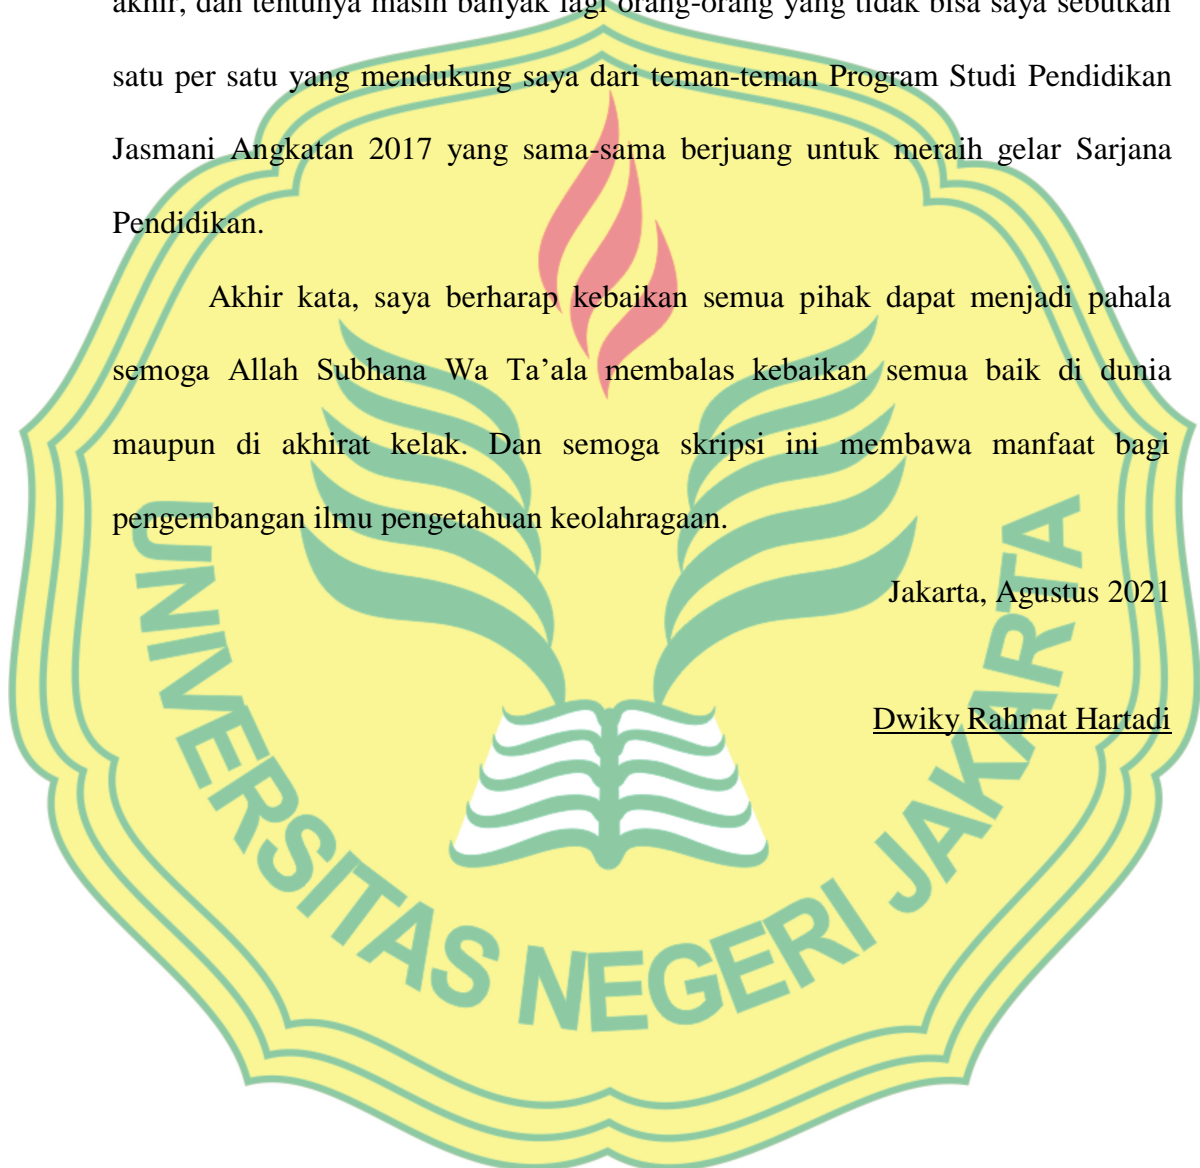 akhir, dan tentunya masih banyak lagi orang-orang yang tidak bisa saya sebutkan
satu per satu yang mendukung saya dari teman-teman Program Studi Pendidikan
Jasmani Angkatan 2017 yang sama-sama berjuang untuk meraih gelar Sarjana
Pendidikan.
Akhir kata, saya berharap kebaikan semua pihak dapat menjadi pahala
semoga Allah Subhana Wa Ta’ala membalas kebaikan semua baik di dunia
maupun di akhirat kelak. Dan semoga skripsi ini membawa manfaat bagi
pengembangan ilmu pengetahuan keolahragaan.
Jakarta, Agustus 2021
Dwiky Rahmat Hartadi
UNIVERSITAS NEGERI JAKARTA